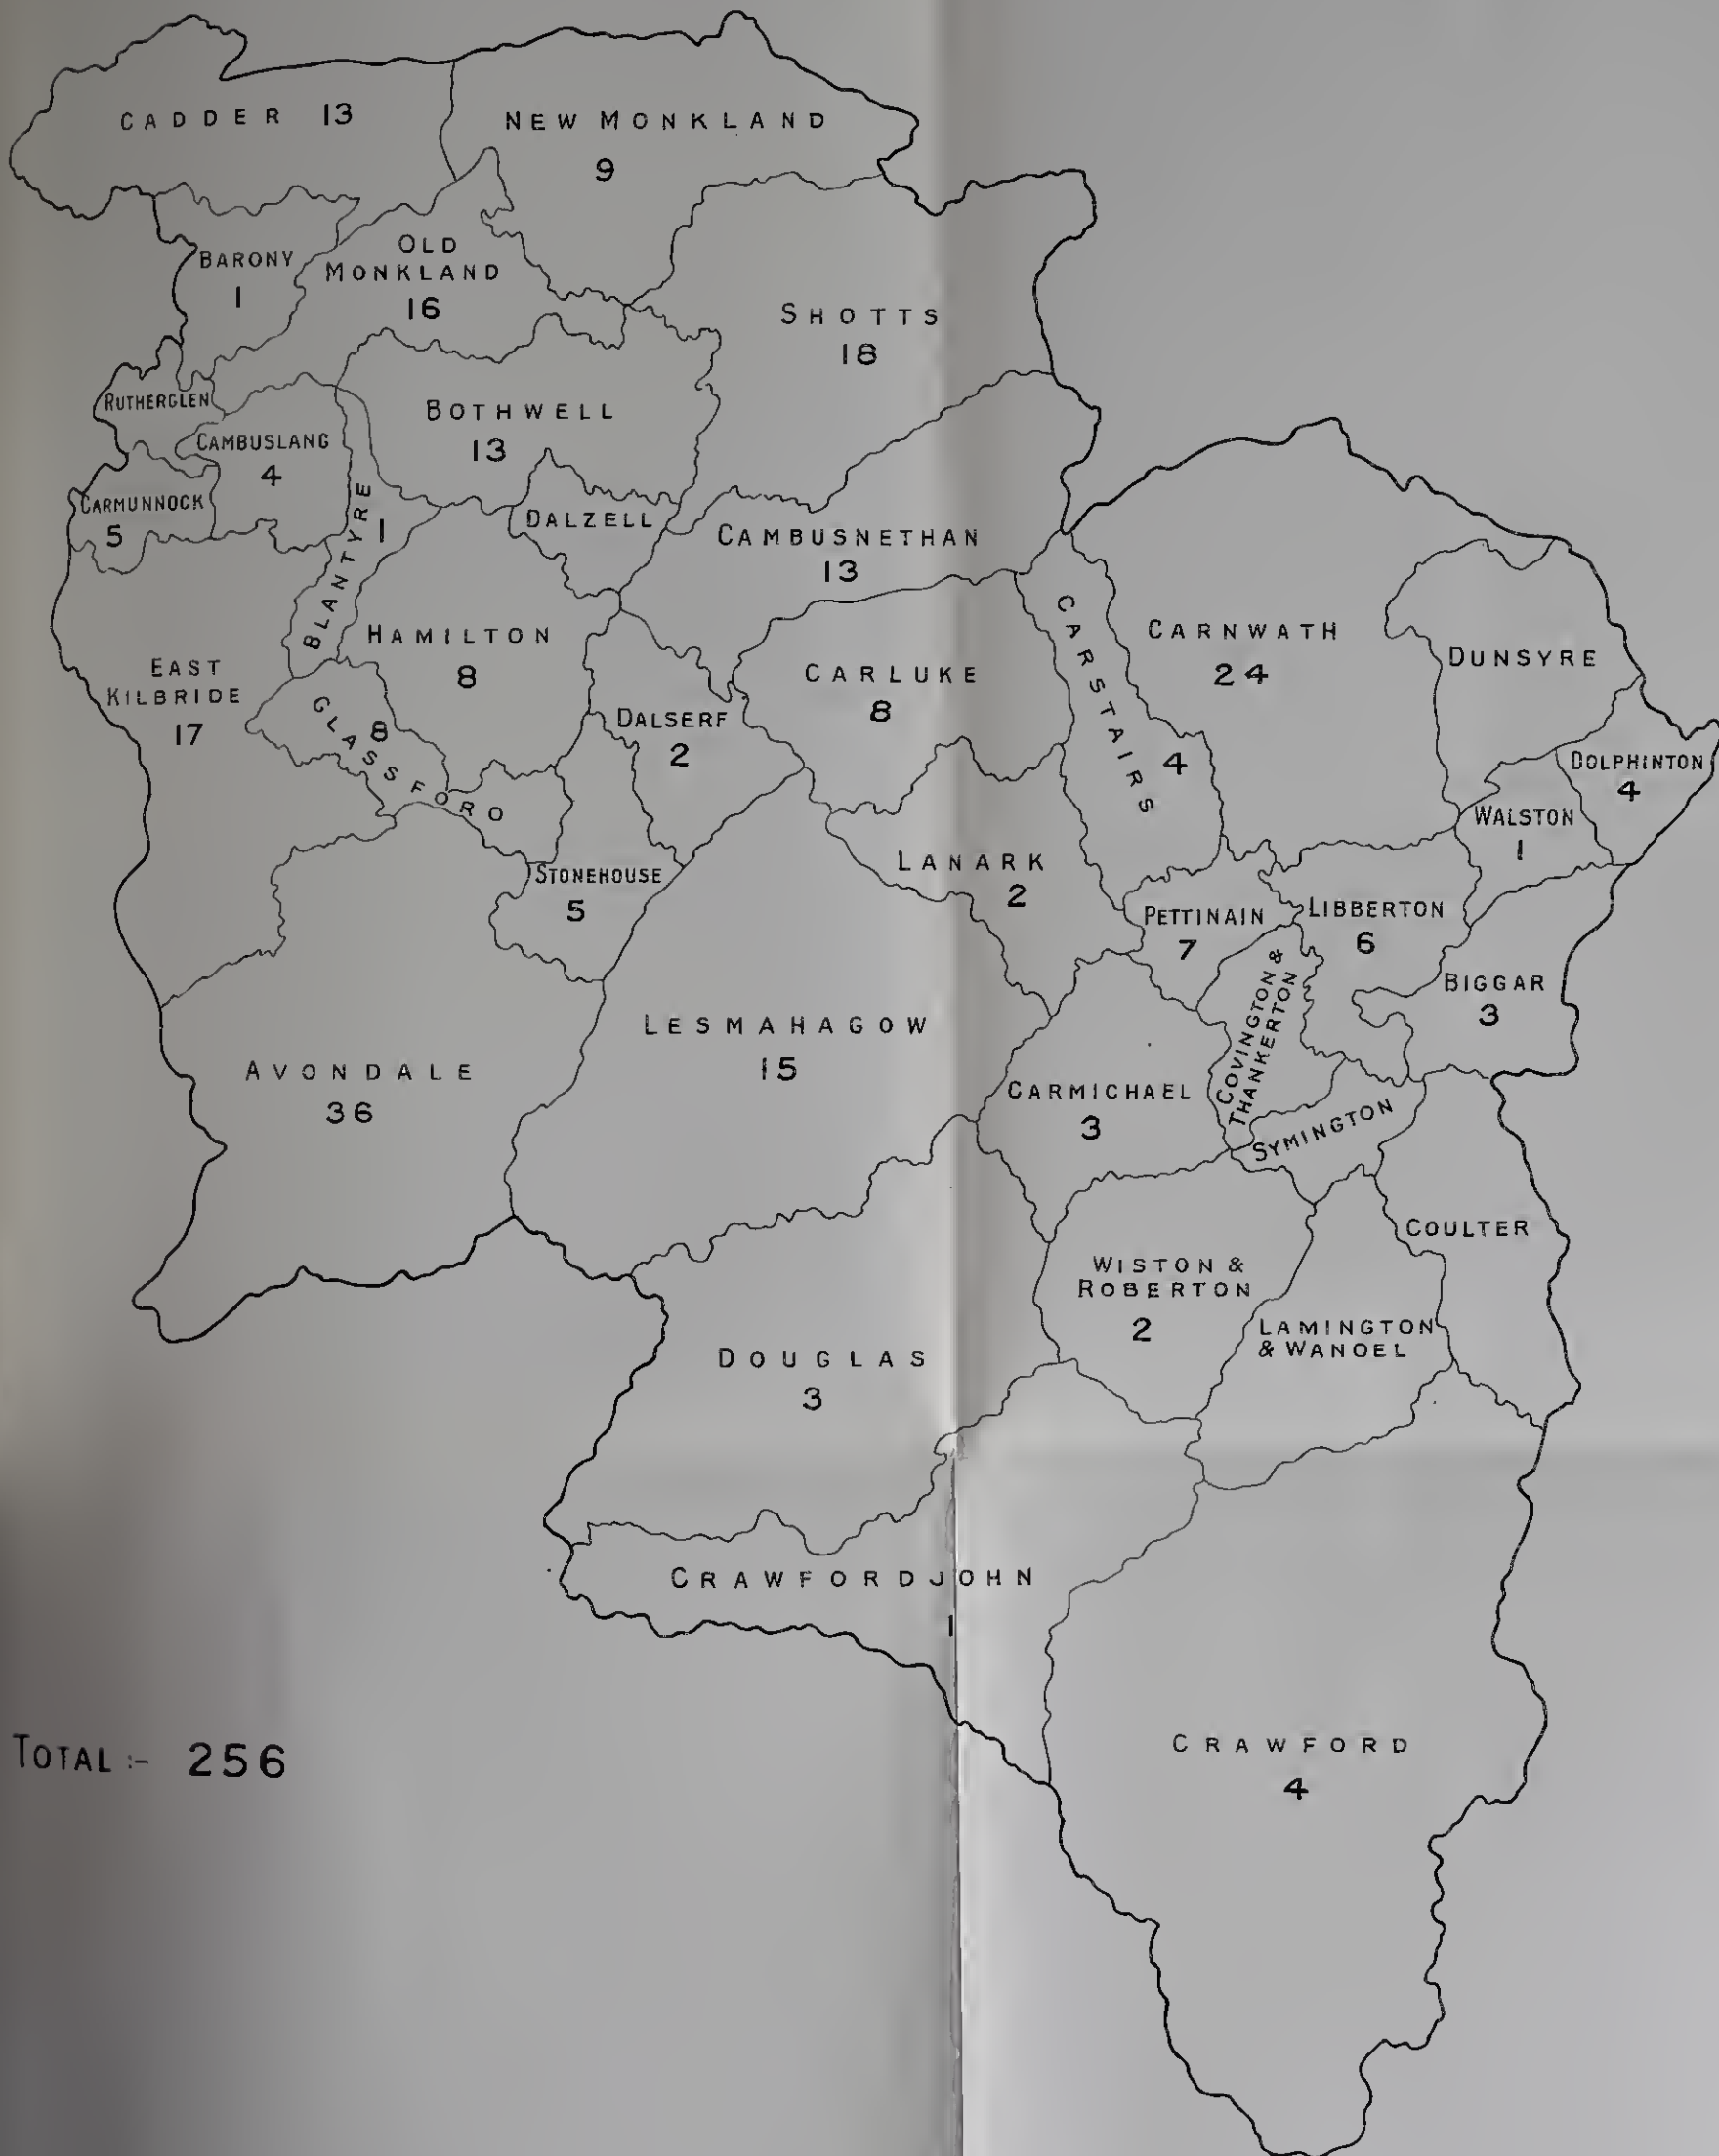 CADDER 13
NEW MONKLAND
9
BARONY
1
OLD
MONKLAND
16
SHOTTS
18
RUTHERGLEN
CAMBUSLANG
4
BOTHWELL
13
CARMUNNOCK
5
BLANTYRE
1
DALZELL
CAMBUSNETHAN
13
EAST
KILBRIDE
17
HAMILTON
8
GLASSFORD
8
DALSERF
2
CARLUKE
8
CARSTAIRS
4
CARNWATH
24
DUNSYRE
DOLPHINTON
4
WALSTON
1
STONEHOUSE
5
LANARK
2
PETTINAIN
7
LIBBERTON
6
BIGGAR
3
COVINGTON &
THANKERTON
AVONDALE
36
LESMAHAGOW
15
CARMICHAEL
3
SYMINGTON
COULTER
WISTON &
ROBERTON
2
LAMINGTON
& WANDEL
DOUGLAS
3
CRAWFORDJOHN
1
CRAWFORD
4
TOTAL :- 256